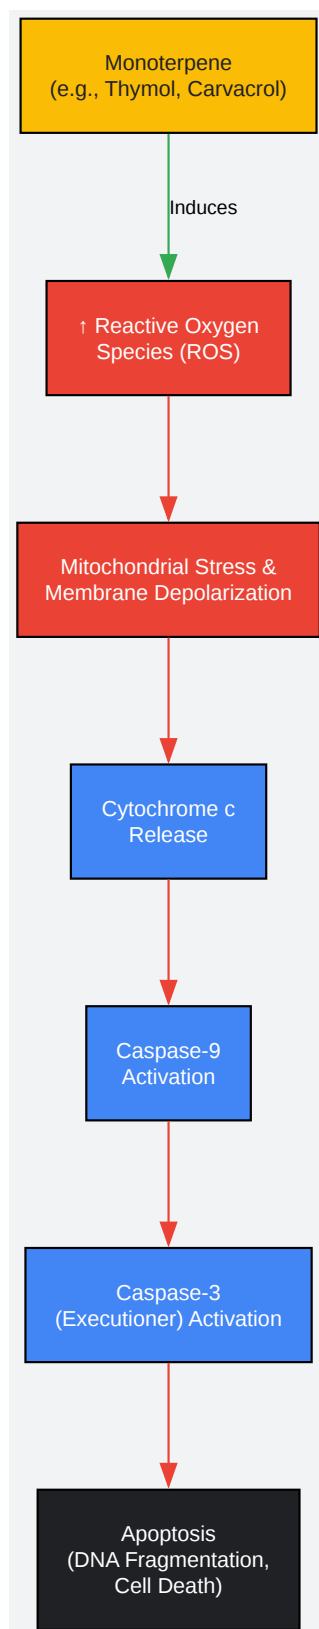 Monoterpene
(e.g., Thymol, Carvacrol)
Induces
↑ Reactive Oxygen
Species (ROS)
Mitochondrial Stress &
Membrane Depolarization
Cytochrome c
Release
Caspase-9
Activation
Caspase-3
(Executioner) Activation
Apoptosis
(DNA Fragmentation,
Cell Death)